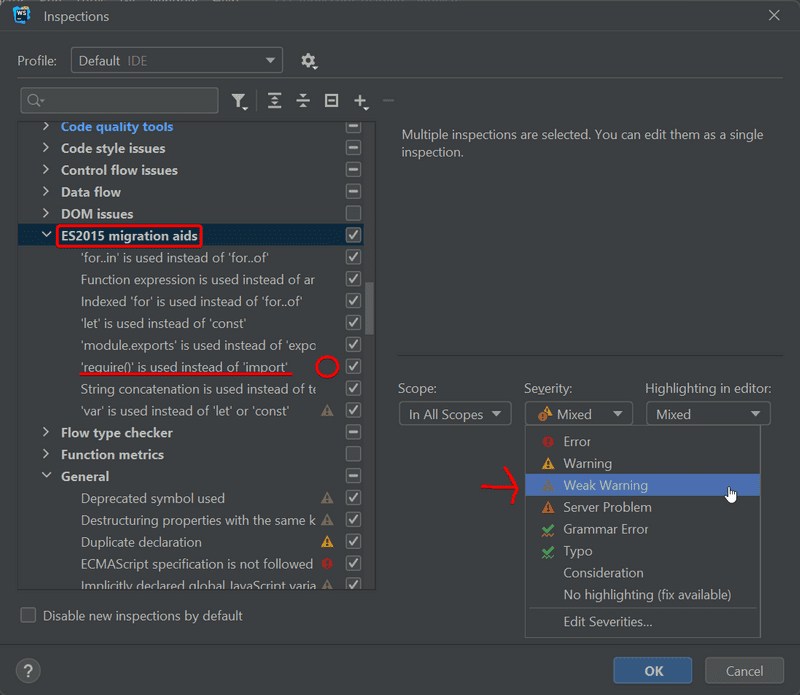 WS
Inspections
Profile:
Default IDE
Code quality tools
Code style issues
Control flow issues
Data flow
DOM issues
ES2015 migration aids
'for..in' is used instead of 'for..of'
Function expression is used instead of ar
Indexed 'for' is used instead of 'for..of'
'let' is used instead of 'const'
'module.exports' is used instead of 'expo
'require()' is used instead of 'import'
String concatenation is used instead of te
'var' is used instead of 'let' or 'const'
Flow type checker
Function metrics
General
Deprecated symbol used
Destructuring properties with the same k
Duplicate declaration
ECMAScript specification is not followed
Implicitly declared global JavaScript varia
Disable new inspections by default
Multiple inspections are selected. You can edit them as a single
inspection.
Scope:
In All Scopes
Severity:
Mixed
Highlighting in editor:
Mixed
Error
Warning
Weak Warning
Server Problem
Grammar Error
Typo
Consideration
No highlighting (fix available)
Edit Severities...
?
OK
Cancel